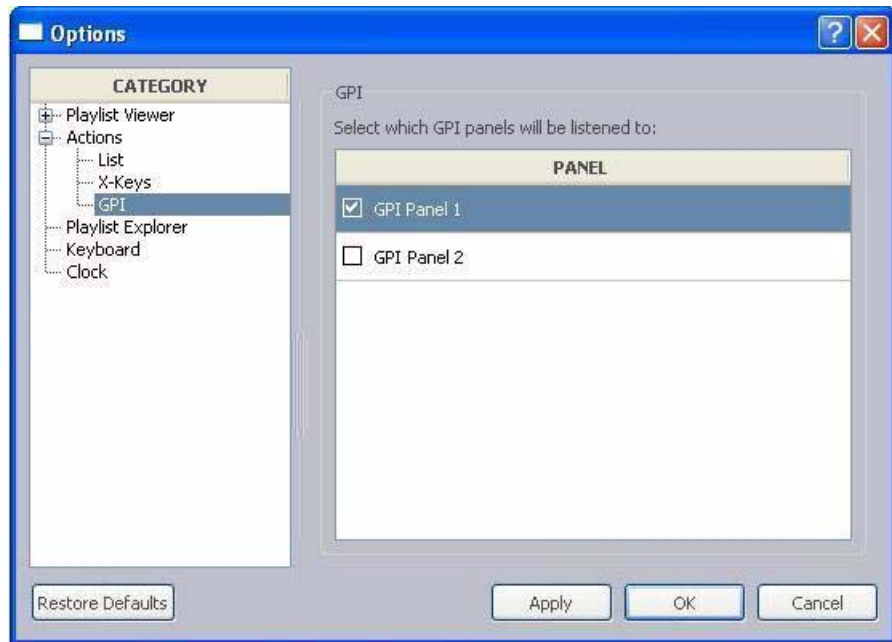 Options
CATEGORY
Playlist Viewer
Actions
List
X-Keys
GPI
Playlist Explorer
Keyboard
Clock
GPI
Select which GPI panels will be listened to:
PANEL
GPI Panel 1
GPI Panel 2
Restore Defaults
Apply
OK
Cancel